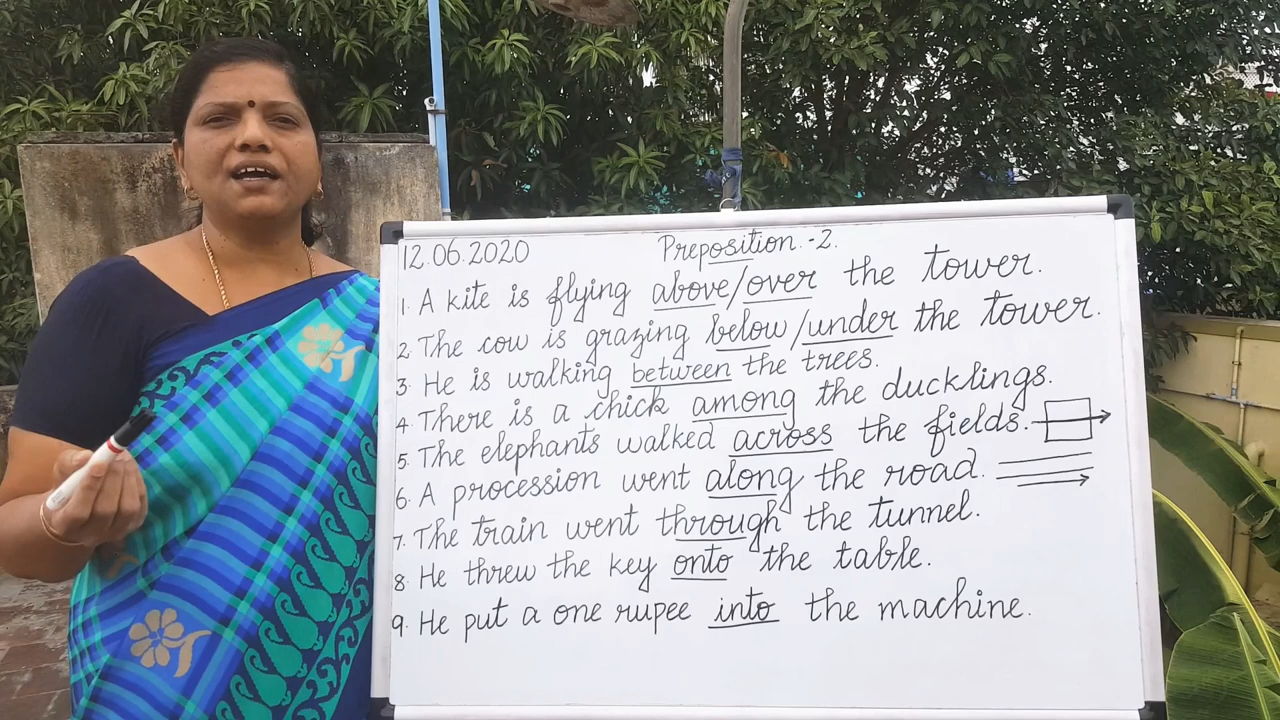 12.06.2020 Preposition.-2.
1. A kite is flying above/over the tower.
2. The cow is grazing below/under the tower.
3. He is walking between the trees.
4. There is a chick among the ducklings.
5. The elephants walked across the fields.
6. A procession went along the road.
7. The train went through the tunnel.
8. He threw the key onto the table.
9. He put a one rupee into the machine.